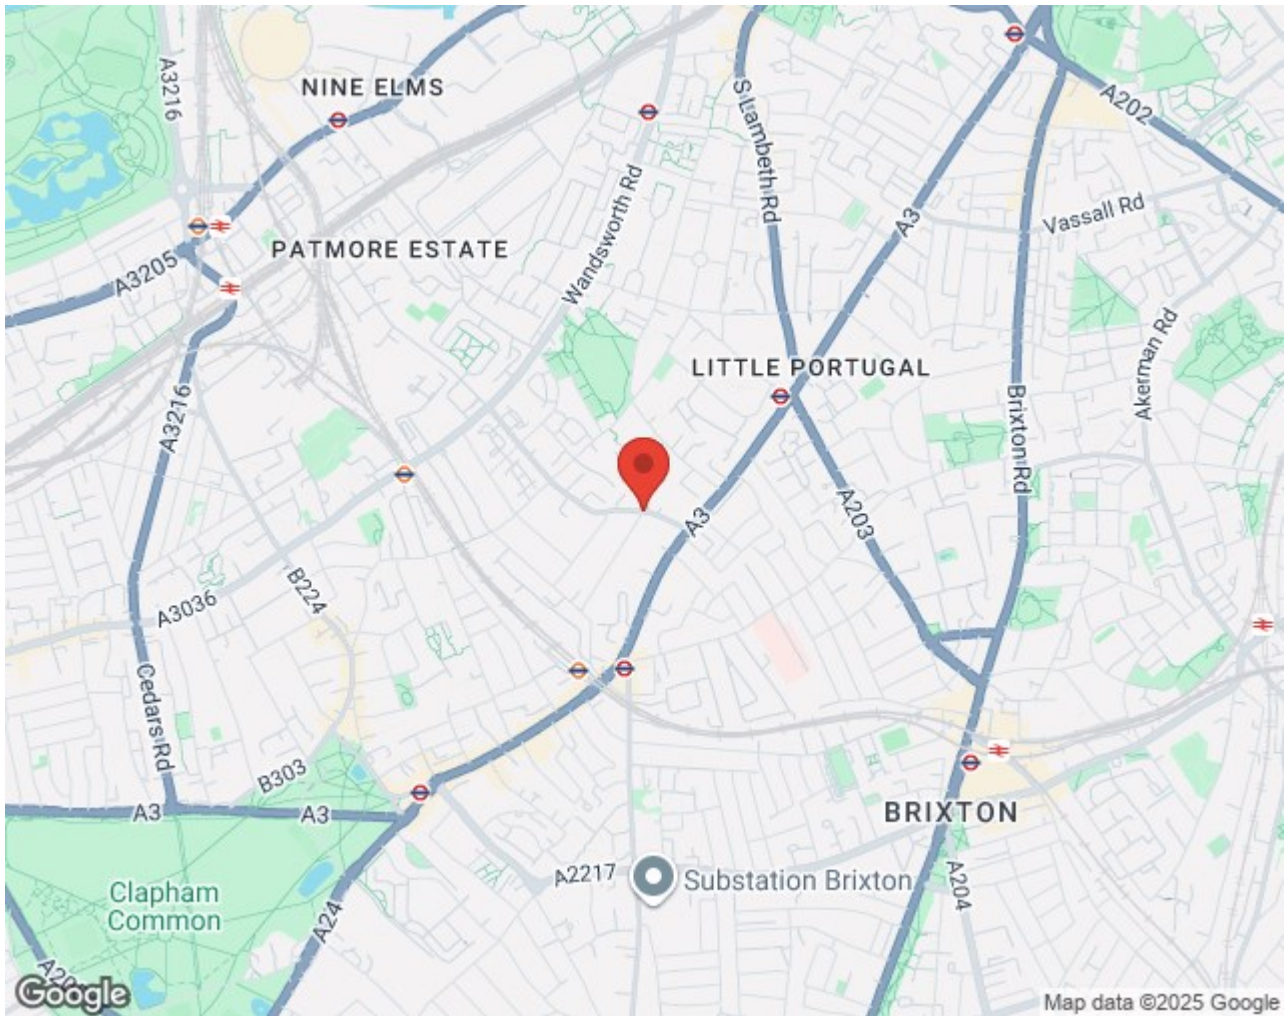 A3216
NINE ELMS
S Lambeth Rd
A202
Wandsworth Rd
A3
Vassall Rd
PATMORE ESTATE
A3205
Akerman Rd
LITTLE PORTUGAL
A3216
Brixton Rd
A203
A3
B224
A3036
Cedars Rd
B303
A3
A3
BRIXTON
A2217
Substation Brixton
A204
Clapham
Common
A24
Google
Map data ©2025 Google